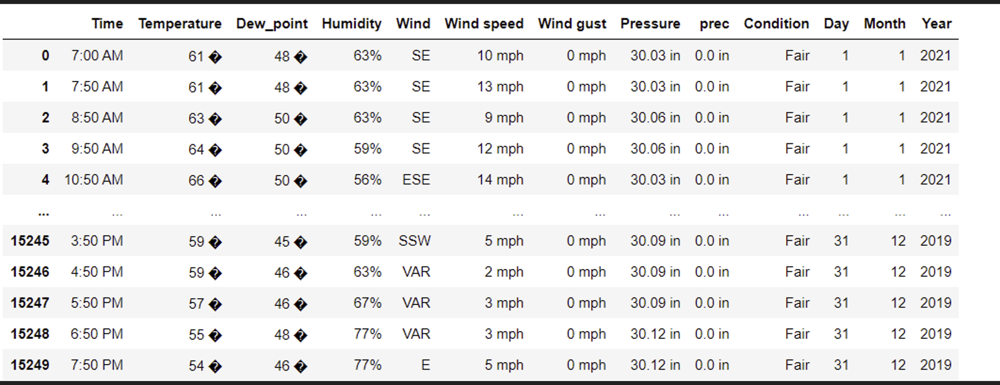 Time Temperature Dew_point Humidity Wind Wind speed Wind gust Pressure prec Condition Day Month Year
0 7:00 AM 61 � 48 � 63% SE 10 mph 0 mph 30.03 in 0.0 in Fair 1 1 2021
1 7:50 AM 61 � 48 � 63% SE 13 mph 0 mph 30.03 in 0.0 in Fair 1 1 2021
2 8:50 AM 63 � 50 � 63% SE 9 mph 0 mph 30.06 in 0.0 in Fair 1 1 2021
3 9:50 AM 64 � 50 � 59% SE 12 mph 0 mph 30.06 in 0.0 in Fair 1 1 2021
4 10:50 AM 66 � 50 � 56% ESE 14 mph 0 mph 30.03 in 0.0 in Fair 1 1 2021
... ... ... ... ... ... ... ... ... ... ... ... ... ...
15245 3:50 PM 59 � 45 � 59% SSW 5 mph 0 mph 30.09 in 0.0 in Fair 31 12 2019
15246 4:50 PM 59 � 46 � 63% VAR 2 mph 0 mph 30.09 in 0.0 in Fair 31 12 2019
15247 5:50 PM 57 � 46 � 67% VAR 3 mph 0 mph 30.09 in 0.0 in Fair 31 12 2019
15248 6:50 PM 55 � 48 � 77% VAR 3 mph 0 mph 30.12 in 0.0 in Fair 31 12 2019
15249 7:50 PM 54 � 46 � 77% E 5 mph 0 mph 30.12 in 0.0 in Fair 31 12 2019